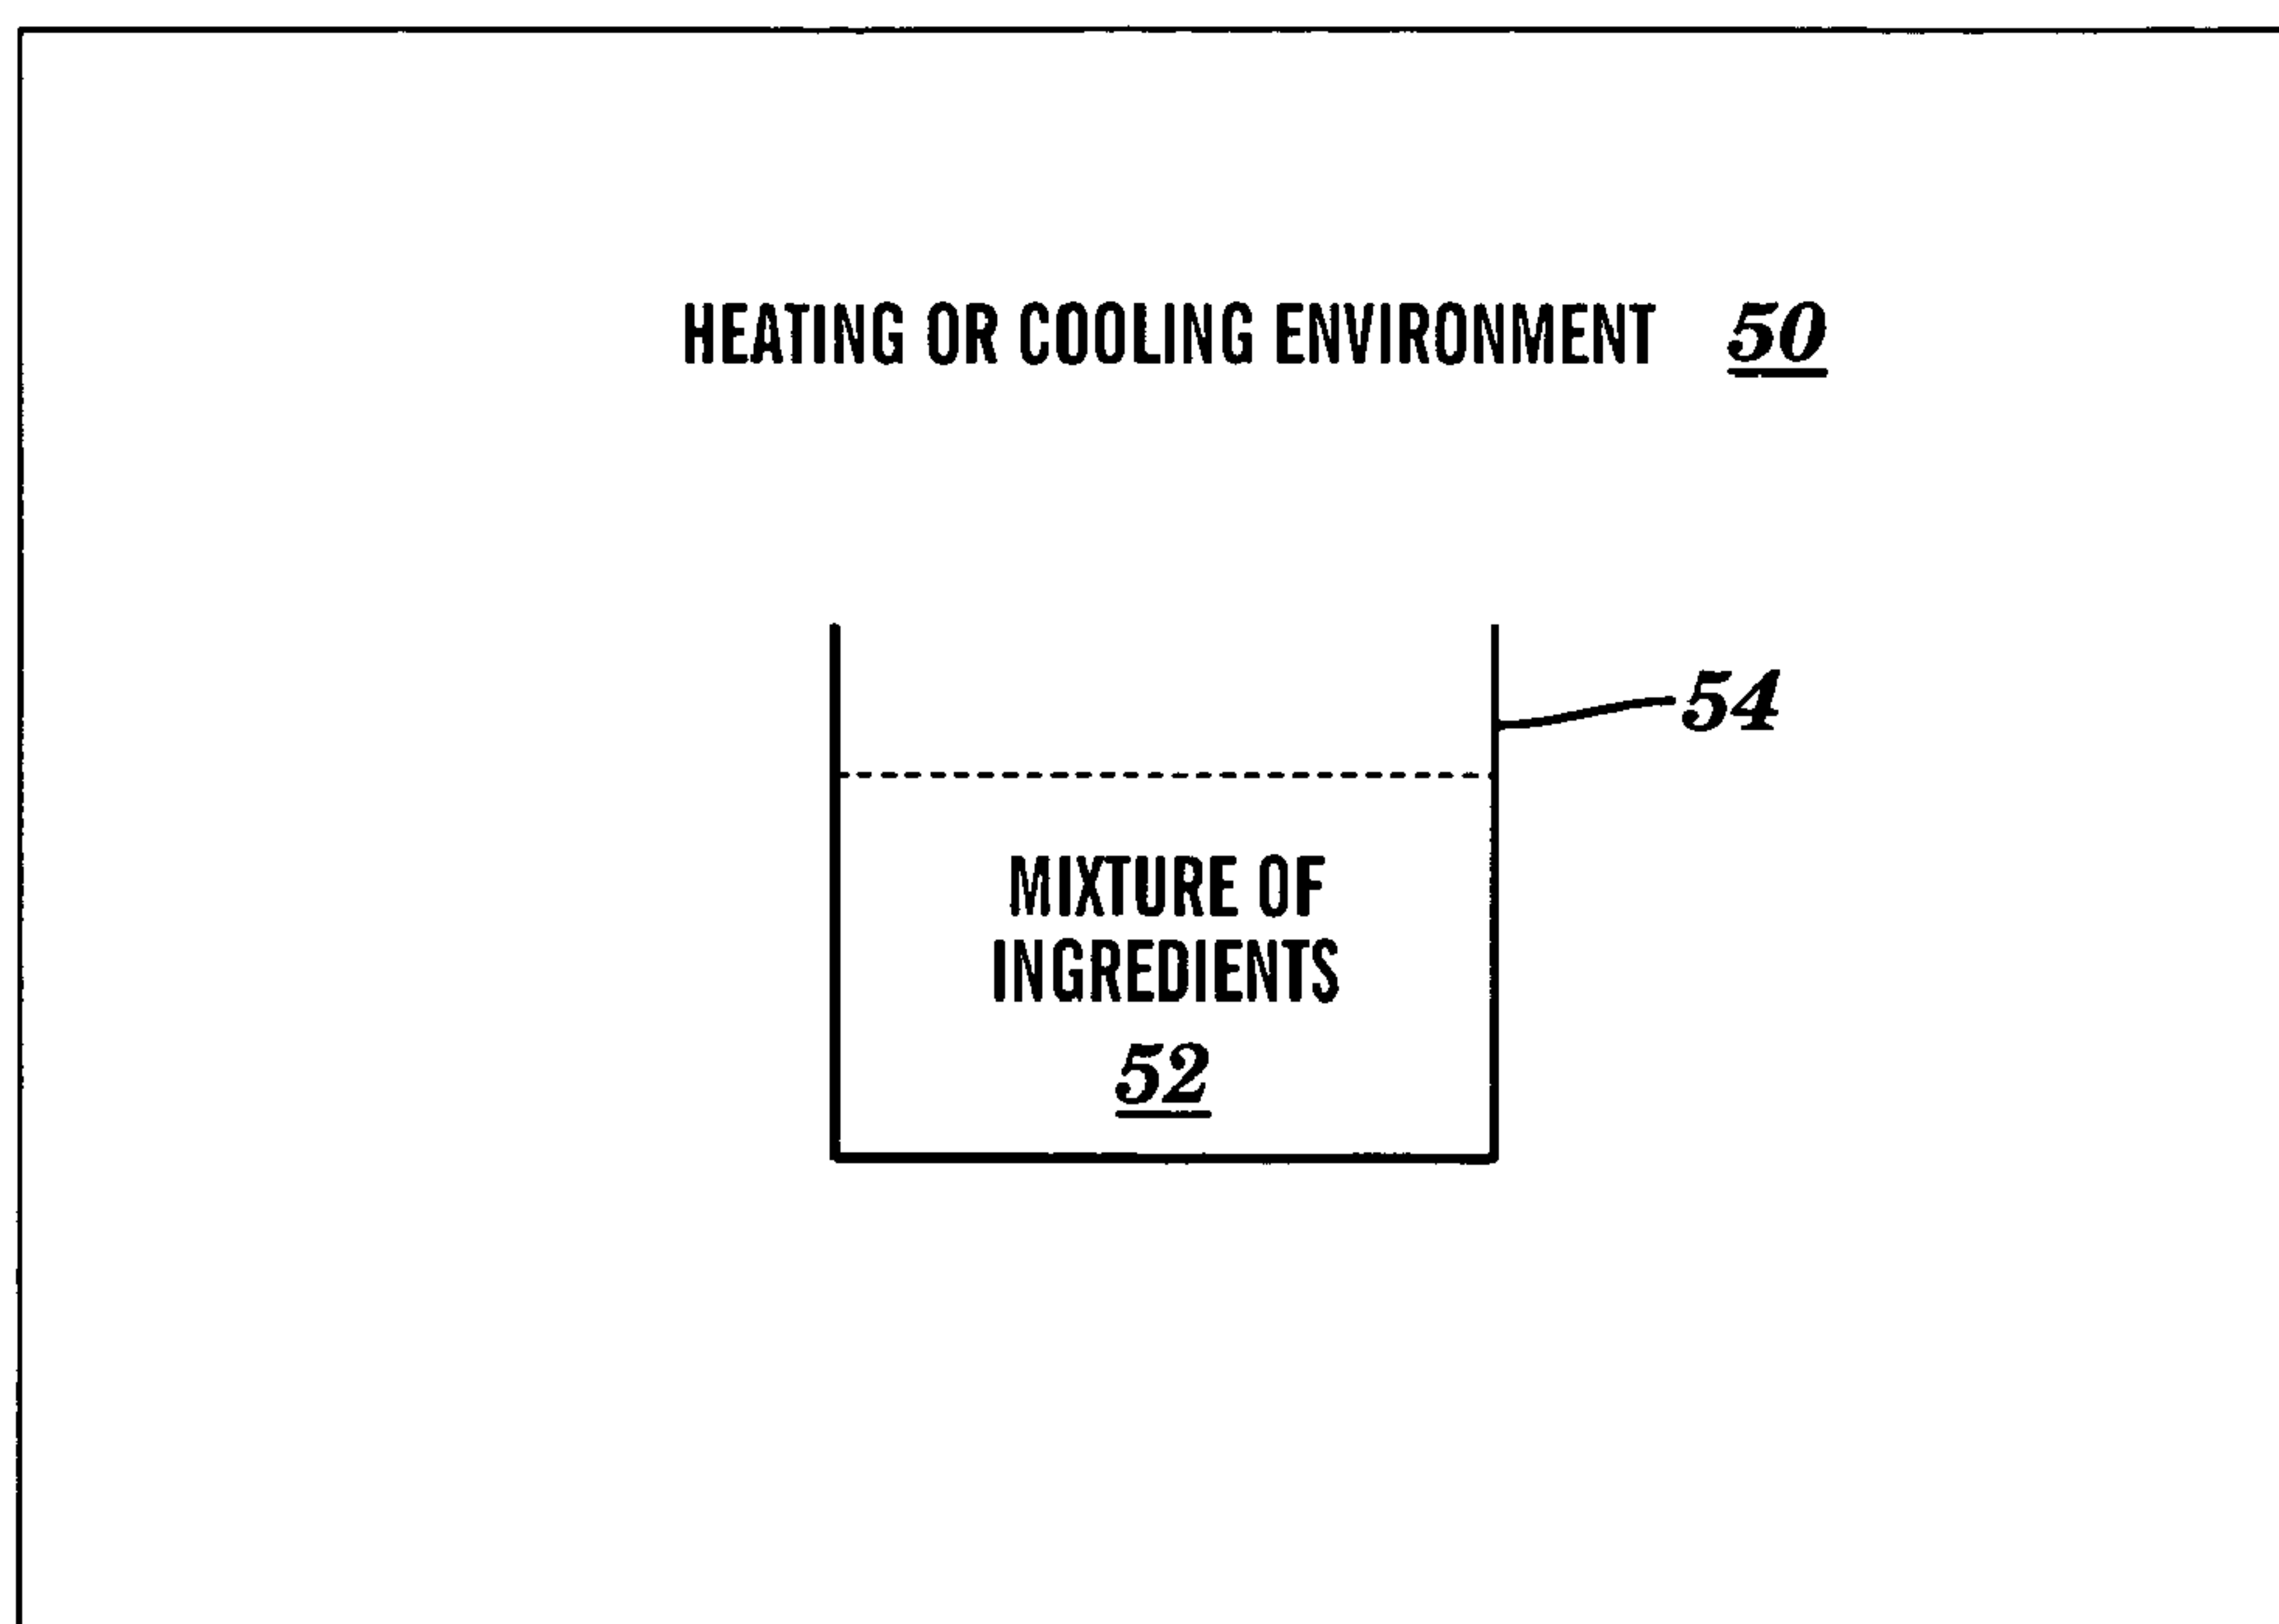 HEATING OR COOLING ENVIRONMENT 50
54
MIXTURE OF
INGREDIENTS
52